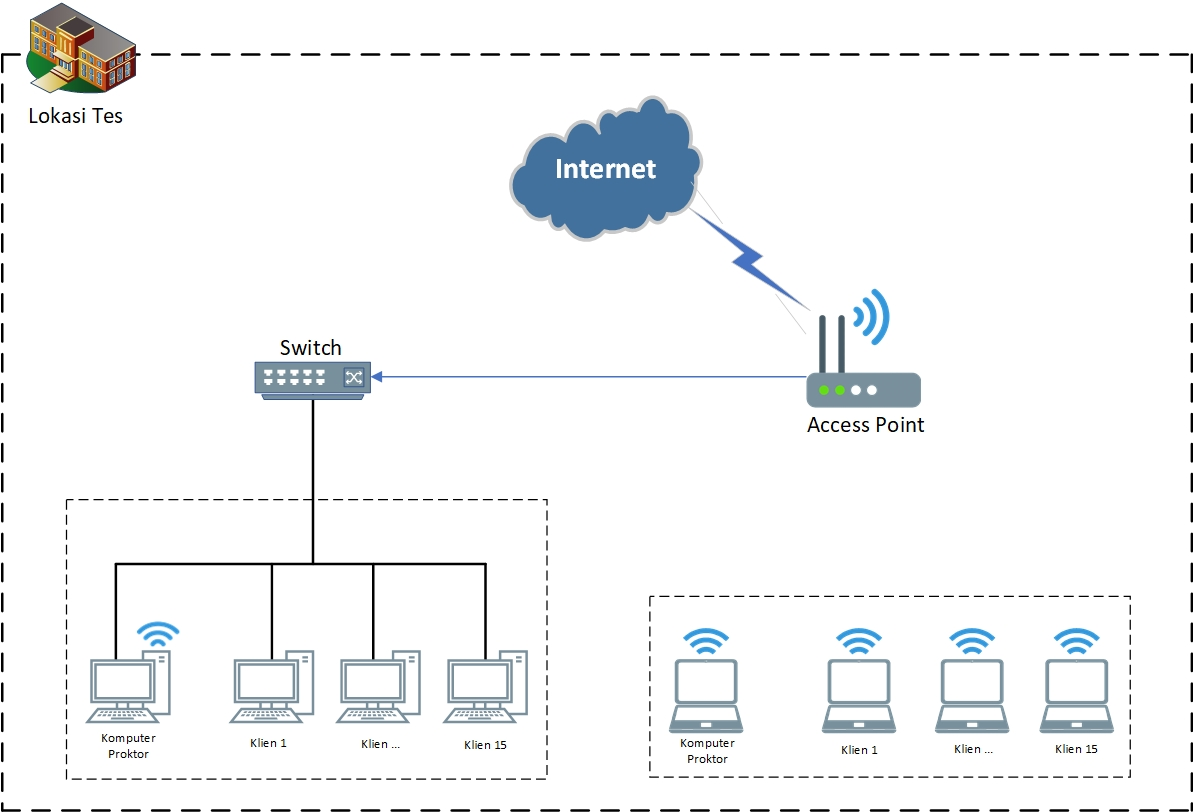 Lokasi Tes
Internet
Switch
Access Point
Komputer
Proktor
Klien 1
Klien ...
Klien 15
Komputer
Proktor
Klien 1
Klien ...
Klien 15